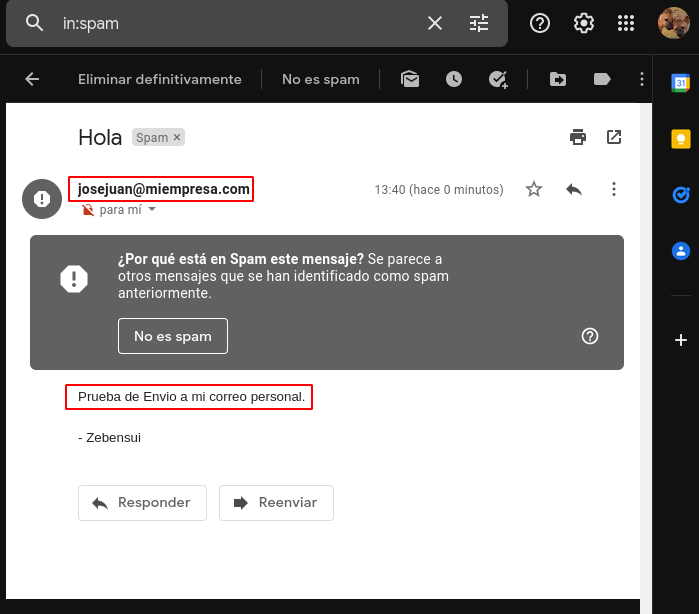 in:spam
Eliminar definitivamente
No es spam
Hola
Spam ×
josejuan@miempresa.com
13:40 (hace 0 minutos)
para mí
¿Por qué está en Spam este mensaje? Se parece a
otros mensajes que se han identificado como spam
anteriormente.
No es spam
Prueba de Envio a mi correo personal.
- Zebensui
Responder
Reenviar
31